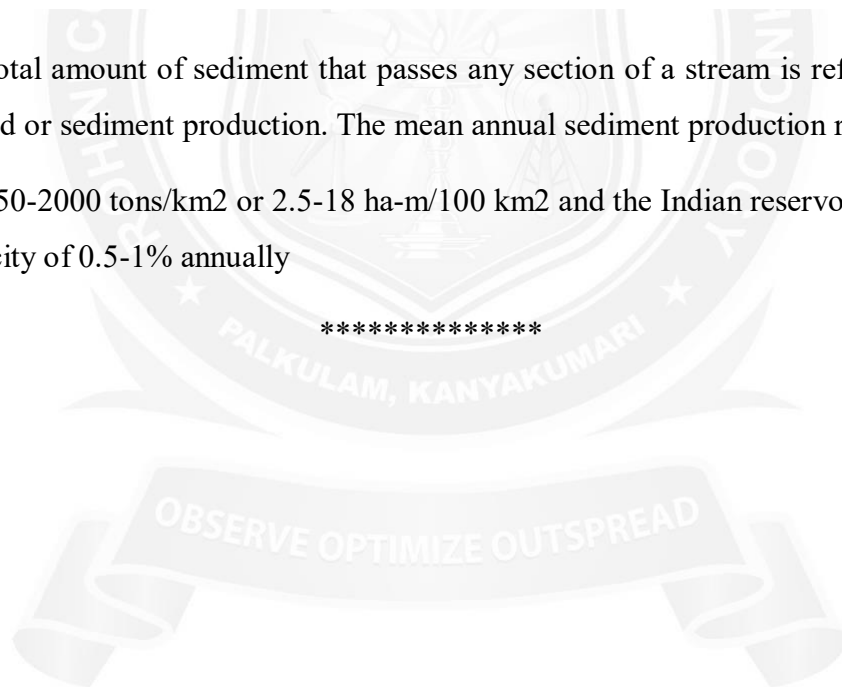 otal amount of sediment that passes any section of a stream is ref
d or sediment production. The mean annual sediment production r
50-2000 tons/km2 or 2.5-18 ha-m/100 km2 and the Indian reservo
city of 0.5-1% annually
**************
PALKULAM, KANYAKUMARI
OBSERVE OPTIMIZE OUTSPREAD